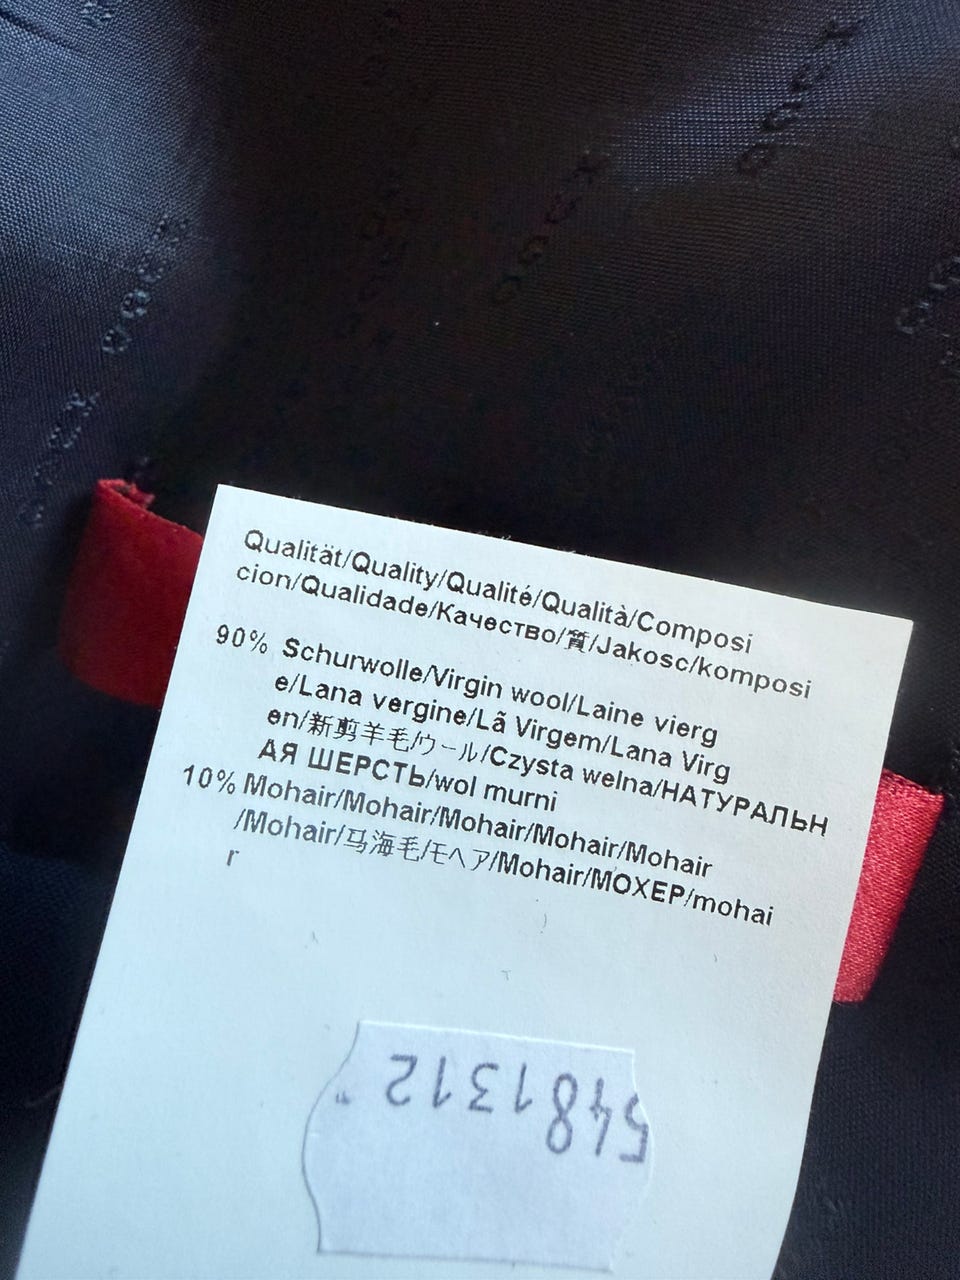 Qualität/Quality/Qualité/Qualità/Composi
cion/Qualidade/Качество/質/Jakosc/komposi
90% Schurwolle/Virgin wool/Laine vierg
e/Lana vergine/Lã Virgem/Lana Virg
en/新剪羊毛/ウール/Czysta welna/НАТУРАЛЬН
АЯ ШЕРСТЬ/wol murni
10% Mohair/Mohair/Mohair/Mohair/Mohair
/Mohair/马海毛/モヘア/Mohair/МОХЕР/mohai
r
5481312